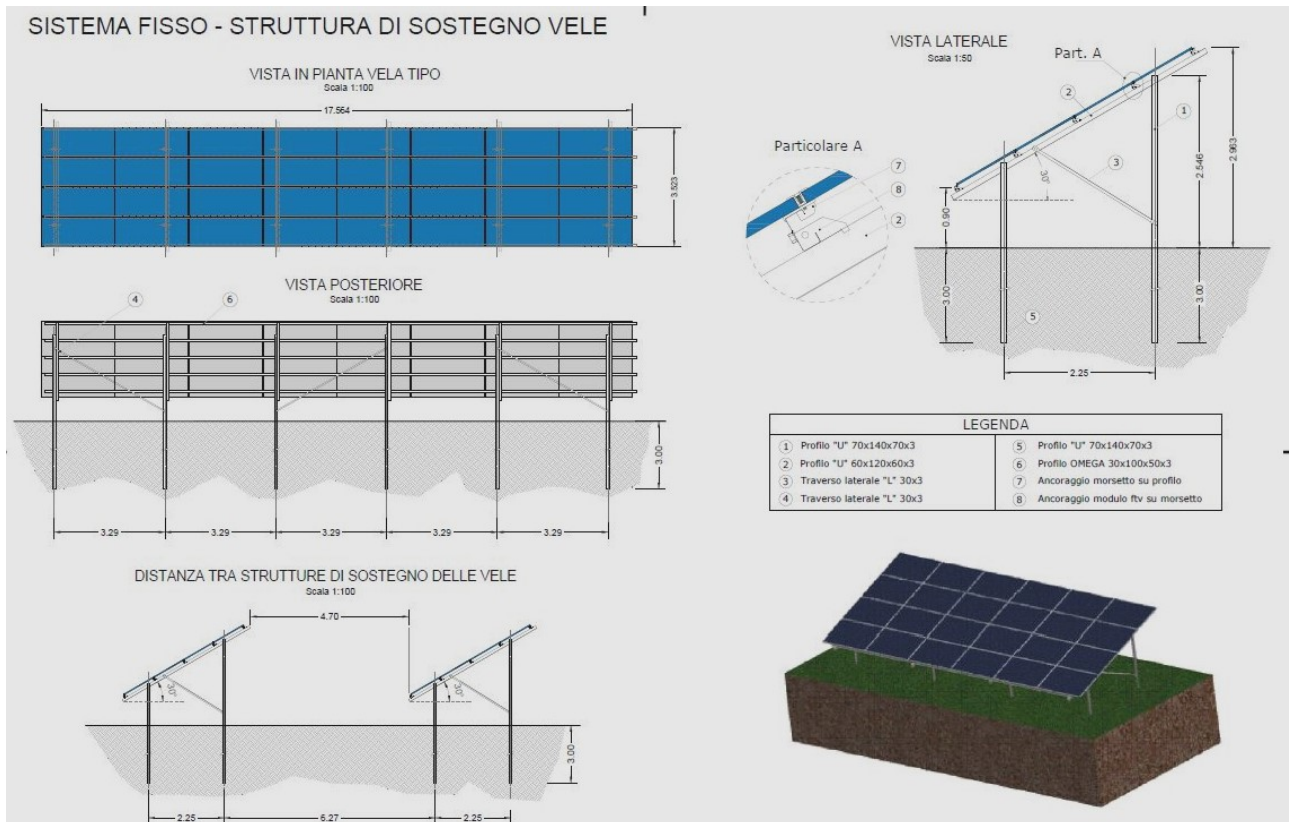 SISTEMA FISSO - STRUTTURA DI SOSTEGNO VELE
VISTA IN PIANTA VELA TIPO
Scala 1:100
17.564
3.523
VISTA POSTERIORE
Scala 1:100
4
6
3.00
3.29
3.29
3.29
3.29
3.29
DISTANZA TRA STRUTTURE DI SOSTEGNO DELLE VELE
Scala 1:100
4.70
30°
30°
3.00
2.25
6.27
2.25
VISTA LATERALE
Scala 1:50
Part. A
2
1
3
30°
0.90
2.546
2.963
3.00
3.00
5
2.25
Particolare A
7
8
2
LEGENDA
1 Profilo "U" 70x140x70x3
2 Profilo "U" 60x120x60x3
3 Traverso laterale "L" 30x3
4 Traverso laterale "L" 30x3
5 Profilo "U" 70x140x70x3
6 Profilo OMEGA 30x100x50x3
7 Ancoraggio morsetto su profilo
8 Ancoraggio modulo ftv su morsetto